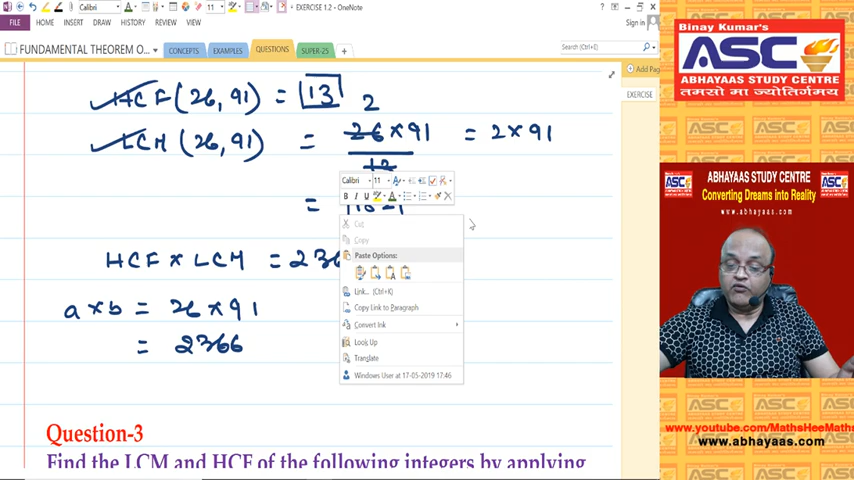 EXERCISE 1.2 - OneNote
Calibri
11
FILE
HOME
INSERT
DRAW
HISTORY
REVIEW
VIEW
Sign in
FUNDAMENTAL THEOREM O...
CONCEPTS
EXAMPLES
QUESTIONS
SUPER-25
Search (Ctrl+E)
Add Pag
EXERCISE
HCF (26, 91) = 13
2
LCM (26, 91) = 26 × 91 = 2 × 91
13
=
HCF × LCM = 236
a × b = 26 × 91
= 2366
Calibri 11
B I U
Cut
Copy
Paste Options:
Link... (Ctrl+K)
Copy Link to Paragraph
Convert Ink
Look Up
Translate
Windows User at 17-05-2019 17:46
Question-3
Find the LCM and HCF of the following integers by applying
Binay Kumar's
ASC
ABHAYAAS STUDY CENTRE
तमसो मा ज्योतिर्गमय
ABHAYAAS STUDY CENTRE
Converting Dreams into Reality
www.abhayaas.com
www.youtube.com/MathsHeeMaths
www.abhayaas.com